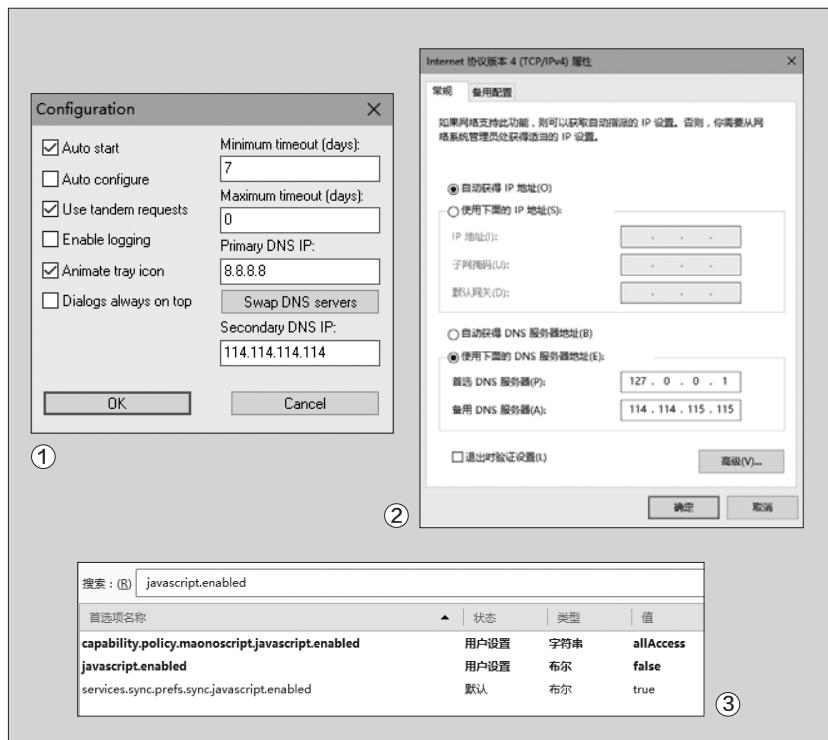 Configuration
Auto start
Auto configure
Use tandem requests
Enable logging
Animate tray icon
Dialogs always on top
Minimum timeout (days):
7
Maximum timeout (days):
0
Primary DNS IP:
8.8.8.8
Swap DNS servers
Secondary DNS IP:
114.114.114.114
OK
Cancel
①
Internet 协议版本 4 (TCP/IPv4) 属性
常规 备用配置
如果网络支持此功能，则可以获取自动指派的 IP 设置。否则，你需要从网
络系统管理员处获得适当的 IP 设置。
自动获得 IP 地址(O)
使用下面的 IP 地址(S):
IP 地址(I):
子网掩码(U):
默认网关(D):
自动获得 DNS 服务器地址(B)
使用下面的 DNS 服务器地址(E):
首选 DNS 服务器(P): 127 . 0 . 0 . 1
备用 DNS 服务器(A): 114 . 114 . 115 . 115
退出时验证设置(L)
高级(V)...
确定 取消
②
搜索：(R) javascript.enabled
首选项名称 状态 类型 值
capability.policy.maonoscript.javascript.enabled 用户设置 字符串 allAccess
javascript.enabled 用户设置 布尔 false
services.sync.prefs.sync.javascript.enabled 默认 布尔 true
③